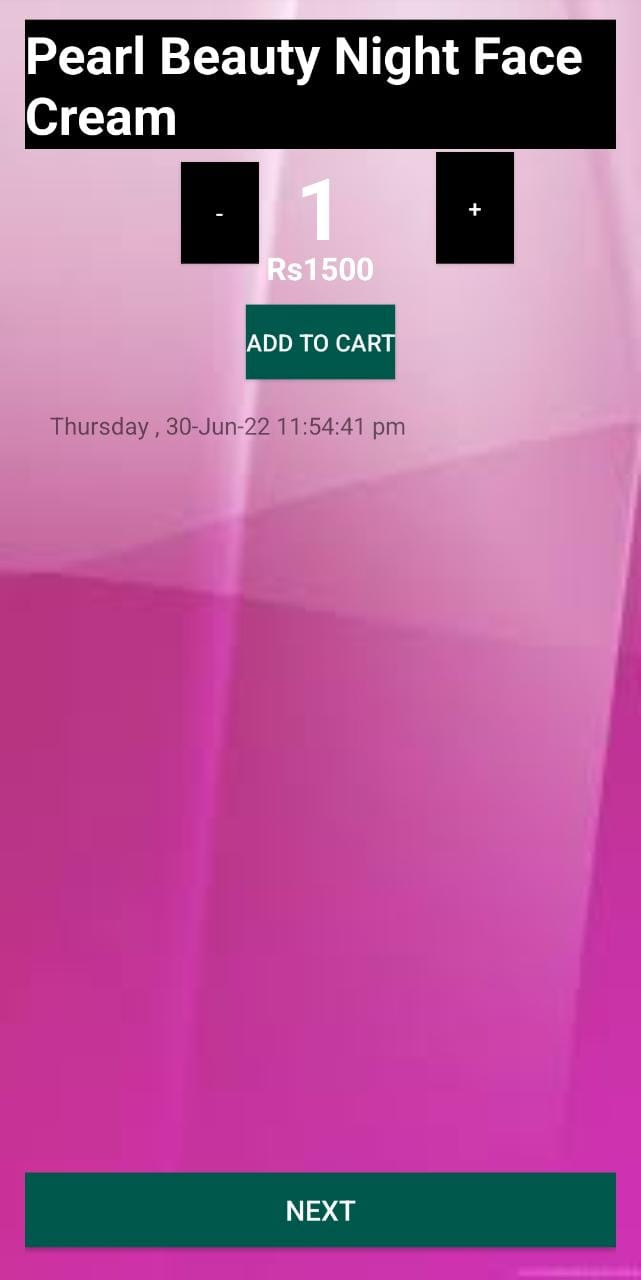 Pearl Beauty Night Face
Cream
- 1 +
Rs1500
ADD TO CART
Thursday , 30-Jun-22 11:54:41 pm
NEXT